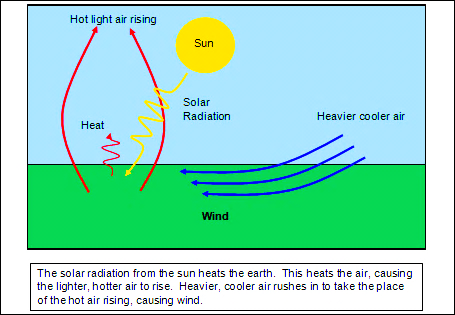 Hot light air rising
Sun
Solar
Radiation
Heavier cooler air
Heat
Wind
The solar radiation from the sun heats the earth.  This heats the air, causing
the lighter, hotter air to rise.  Heavier, cooler air rushes in to take the place
of the hot air rising, causing wind.